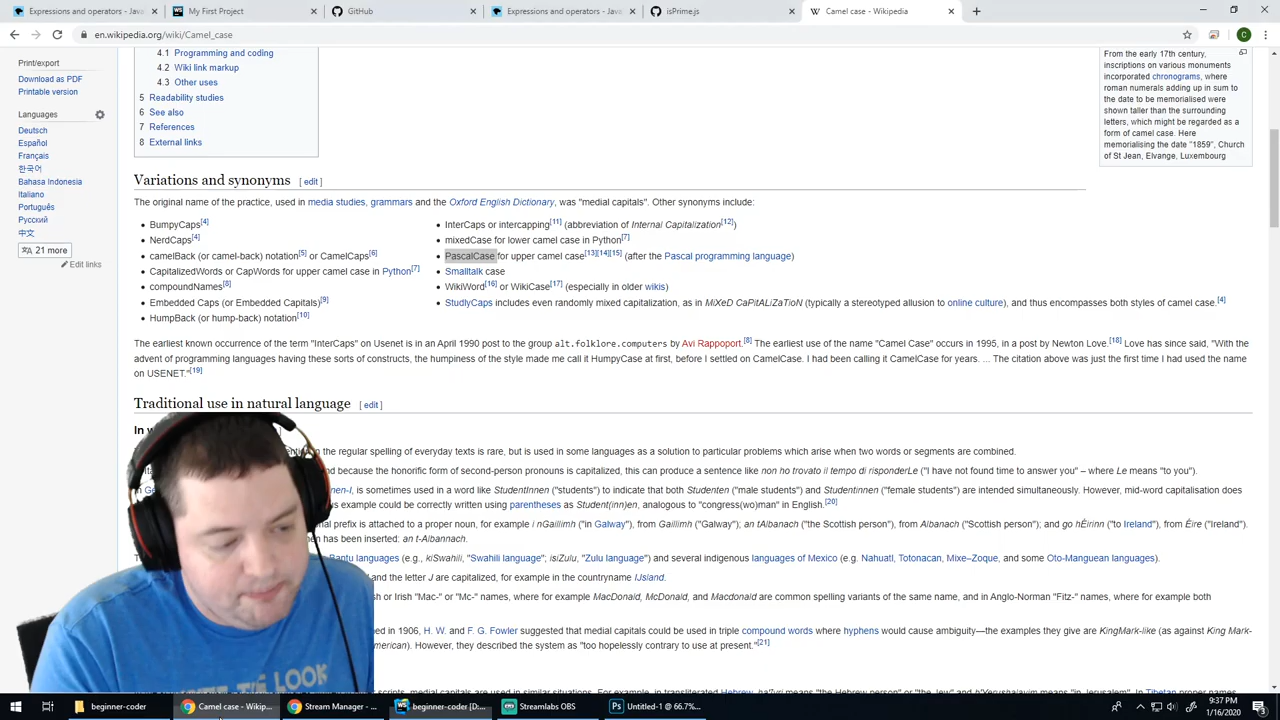 Expressions and operators - Jav
My First Project
GitHub
Expressions and operators - Jav
isPrime.js
Camel case - Wikipedia
en.wikipedia.org/wiki/Camel_case
C
Print/export
Download as PDF
Printable version
Languages
Deutsch
Español
Français
한국어
Bahasa Indonesia
Italiano
Português
Русский
中文
21 more
Edit links
4.1 Programming and coding
4.2 Wiki link markup
4.3 Other uses
5 Readability studies
6 See also
7 References
8 External links
From the early 17th century,
inscriptions on various monuments
incorporated chronograms, where
roman numerals adding up in sum to
the date to be memorialised were
shown taller than the surrounding
letters, which might be regarded as a
form of camel case. Here
memorialising the date "1859", Church
of St Jean, Elvange, Luxembourg
Variations and synonyms [ edit ]
The original name of the practice, used in media studies, grammars and the Oxford English Dictionary, was "medial capitals". Other synonyms include:
BumpyCaps[4]
NerdCaps[4]
camelBack (or camel-back) notation[5] or CamelCaps[6]
CapitalizedWords or CapWords for upper camel case in Python[7]
compoundNames[8]
Embedded Caps (or Embedded Capitals)[9]
HumpBack (or hump-back) notation[10]
InterCaps or intercapping[11] (abbreviation of Internal Capitalization[12])
mixedCase for lower camel case in Python[7]
PascalCase for upper camel case[13][14][15] (after the Pascal programming language)
Smalltalk case
WikiWord[16] or WikiCase[17] (especially in older wikis)
StudlyCaps includes even randomly mixed capitalization, as in MiXeD CaPitALiZaTioN (typically a stereotyped allusion to online culture), and thus encompasses both styles of camel case.[4]
The earliest known occurrence of the term "InterCaps" on Usenet is in an April 1990 post to the group alt.folklore.computers by Avi Rappoport.[8] The earliest use of the name "Camel Case" occurs in 1995, in a post by Newton Love.[18] Love has since said, "With the
advent of programming languages having these sorts of constructs, the humpiness of the style made me call it HumpyCase at first, before I settled on CamelCase. I had been calling it CamelCase for years. ... The citation above was just the first time I had used the name
on USENET."[19]
Traditional use in natural language [ edit ]
In w
the regular spelling of everyday texts is rare, but is used in some languages as a solution to particular problems which arise when two words or segments are combined.
and because the honorific form of second-person pronouns is capitalized, this can produce a sentence like non ho trovato il tempo di risponderLe ("I have not found time to answer you" – where Le means "to you").
nen-I, is sometimes used in a word like StudentInnen ("students") to indicate that both Studenten ("male students") and Studentinnen ("female students") are intended simultaneously. However, mid-word capitalisation does
is example could be correctly written using parentheses as Student(inn)en, analogous to "congress(wo)man" in English.[20]
nal prefix is attached to a proper noun, for example i nGaillimh ("in Galway"), from Gaillimh ("Galway"); an tAlbanach ("the Scottish person"), from Albanach ("Scottish person"); and go hÉirinn ("to Ireland"), from Éire ("Ireland").
hen has been inserted: an t-Albannach.
Bantu languages (e.g., kiSwahili, "Swahili language"; isiZulu, "Zulu language") and several indigenous languages of Mexico (e.g. Nahuatl, Totonacan, Mixe–Zoque, and some Oto-Manguean languages).
and the letter J are capitalized, for example in the countryname IJsland.
sh or Irish "Mac-" or "Mc-" names, where for example MacDonald, McDonald, and Macdonald are common spelling variants of the same name, and in Anglo-Norman "Fitz-" names, where for example both
ed in 1906, H. W. and F. G. Fowler suggested that medial capitals could be used in triple compound words where hyphens would cause ambiguity—the examples they give are KingMark-like (as against King Mark-
merican). However, they described the system as "too hopelessly contrary to use at present."[21]
THE LOOK
beginner-coder
Camel case - Wikip...
Stream Manager - ...
beginner-coder [D:...
Streamlabs OBS
Untitled-1 @ 66.7%...
9:37 PM
1/16/2020
3